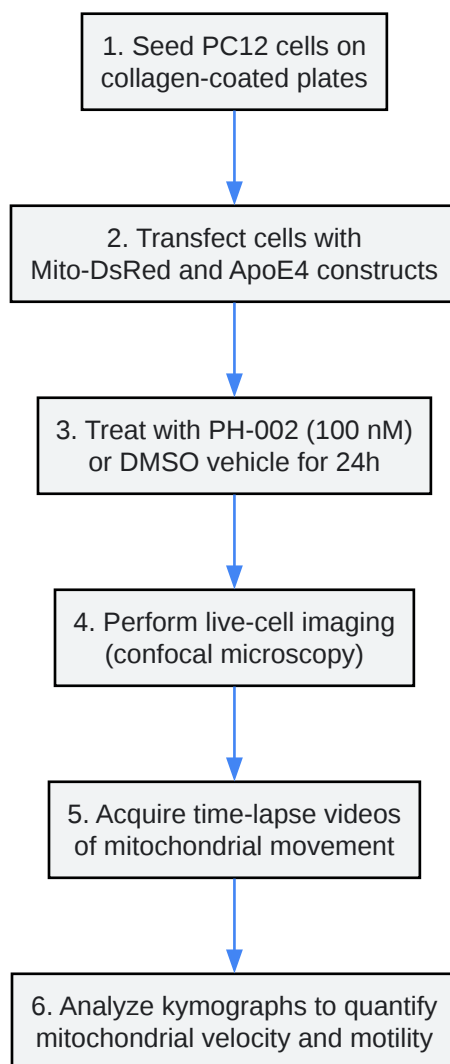 1. Seed PC12 cells on
collagen-coated plates
2. Transfect cells with
Mito-DsRed and ApoE4 constructs
3. Treat with PH-002 (100 nM)
or DMSO vehicle for 24h
4. Perform live-cell imaging
(confocal microscopy)
5. Acquire time-lapse videos
of mitochondrial movement
6. Analyze kymographs to quantify
mitochondrial velocity and motility